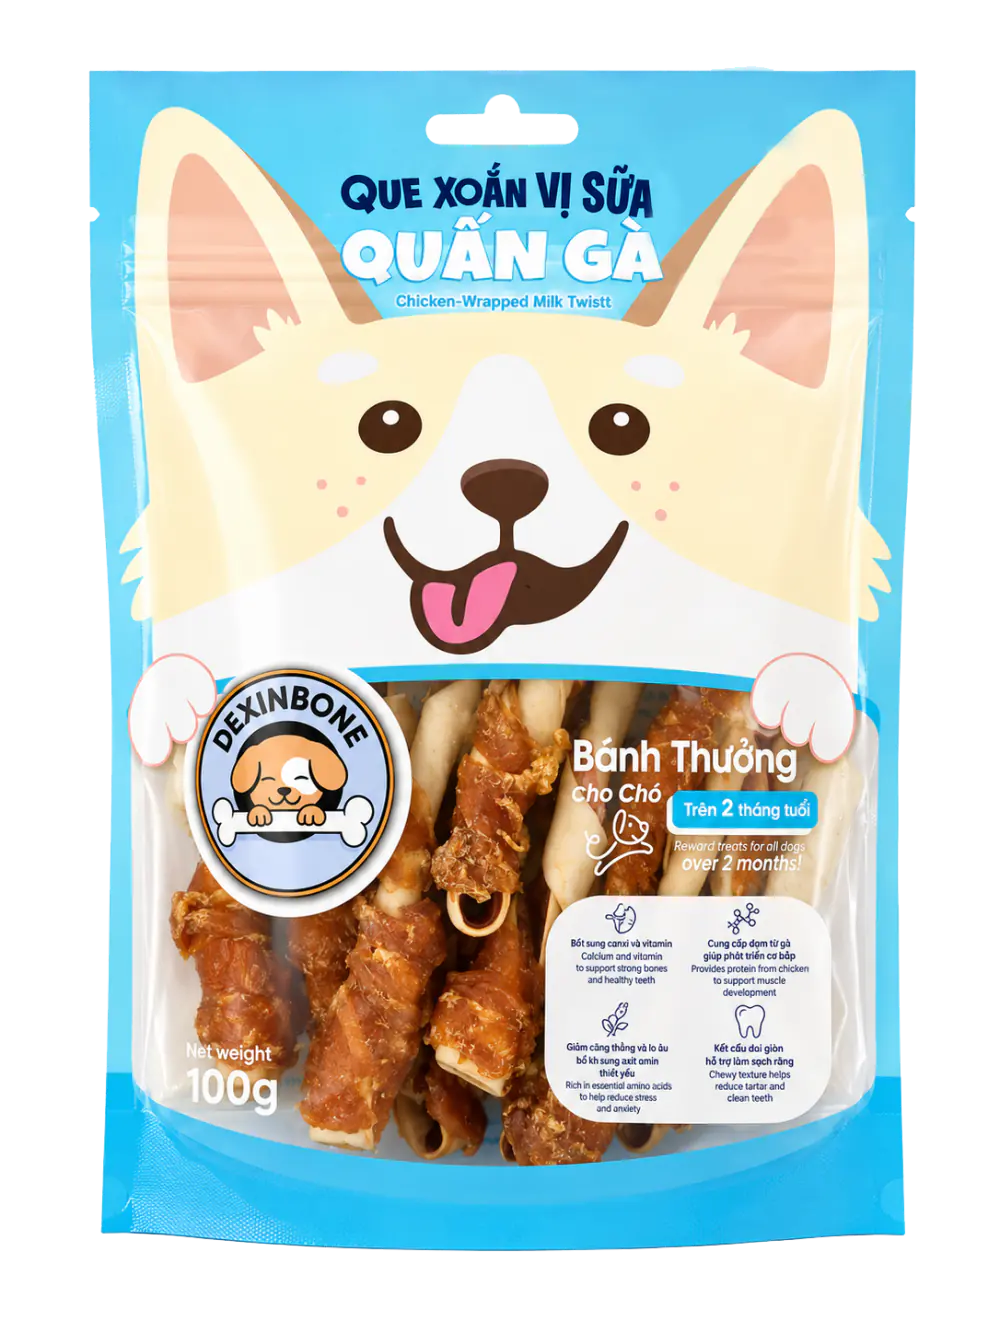 QUE XOẮN VỊ SỮA
QUẤN GÀ
Chicken-Wrapped Milk Twistt
DEXINBONE
Bánh Thưởng
cho Chó
Trên 2 tháng tuổi
Reward treats for all dogs
over 2 months!
Bốt sung canxi và vitamin
Calcium and vitamin
to support strong bones
and healthy teeth
Cung cấp dạm từ gà
giúp phát triển cơ bắp
Provides protein from chicken
to support muscle
development
Giảm căng thẳng và lo âu
bổ kh sung axit amin
thiết yếu
Rich in essential amino acids
to help reduce stress
and anxiety
Kết cấu dai giòn
hỗ trợ làm sạch răng
Chewy texture helps
reduce tartar and
clean teeth
Net weight
100g